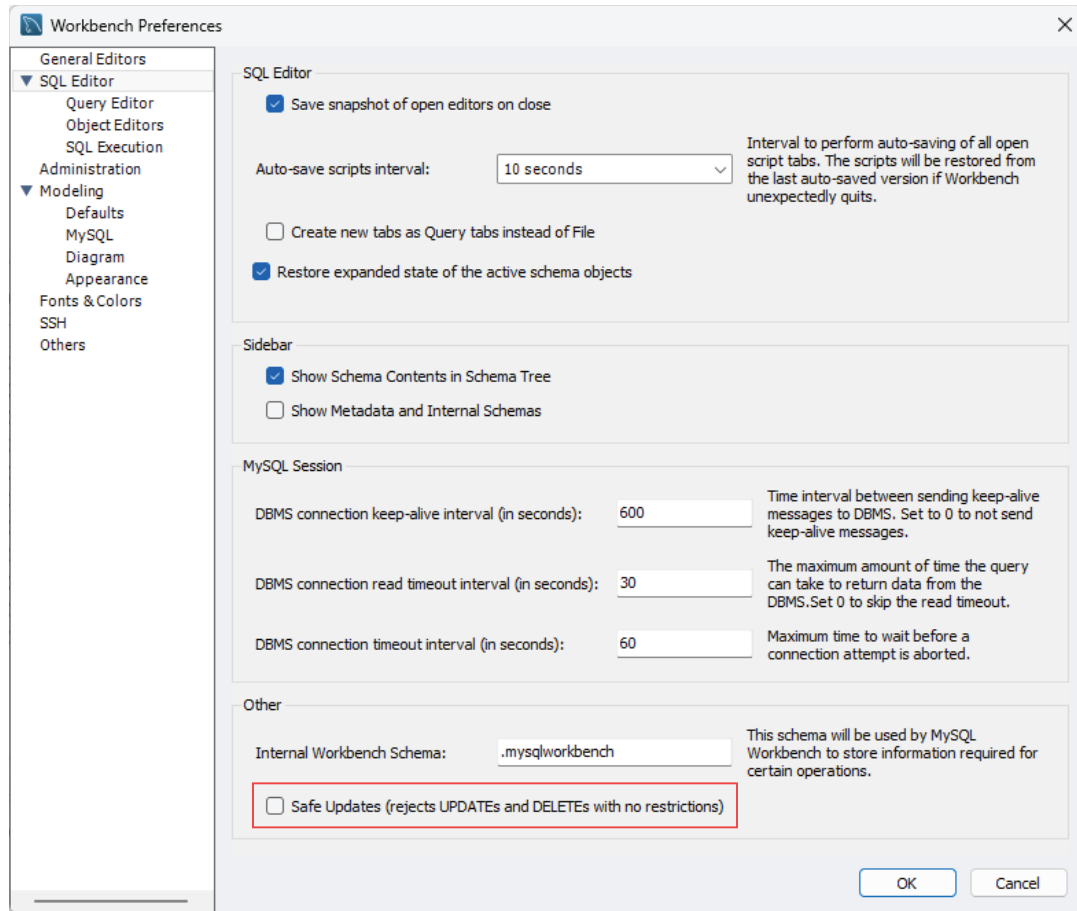 Workbench Preferences
General Editors
SQL Editor
Query Editor
Object Editors
SQL Execution
Administration
Modeling
Defaults
MySQL
Diagram
Appearance
Fonts & Colors
SSH
Others
SQL Editor
Save snapshot of open editors on close
Auto-save scripts interval:
10 seconds
Interval to perform auto-saving of all open
script tabs. The scripts will be restored from
the last auto-saved version if Workbench
unexpectedly quits.
Create new tabs as Query tabs instead of File
Restore expanded state of the active schema objects
Sidebar
Show Schema Contents in Schema Tree
Show Metadata and Internal Schemas
MySQL Session
DBMS connection keep-alive interval (in seconds):
600
Time interval between sending keep-alive
messages to DBMS. Set to 0 to not send
keep-alive messages.
DBMS connection read timeout interval (in seconds):
30
The maximum amount of time the query
can take to return data from the
DBMS.Set 0 to skip the read timeout.
DBMS connection timeout interval (in seconds):
60
Maximum time to wait before a
connection attempt is aborted.
Other
Internal Workbench Schema:
.mysqlworkbench
This schema will be used by MySQL
Workbench to store information required for
certain operations.
Safe Updates (rejects UPDATEs and DELETEs with no restrictions)
OK
Cancel